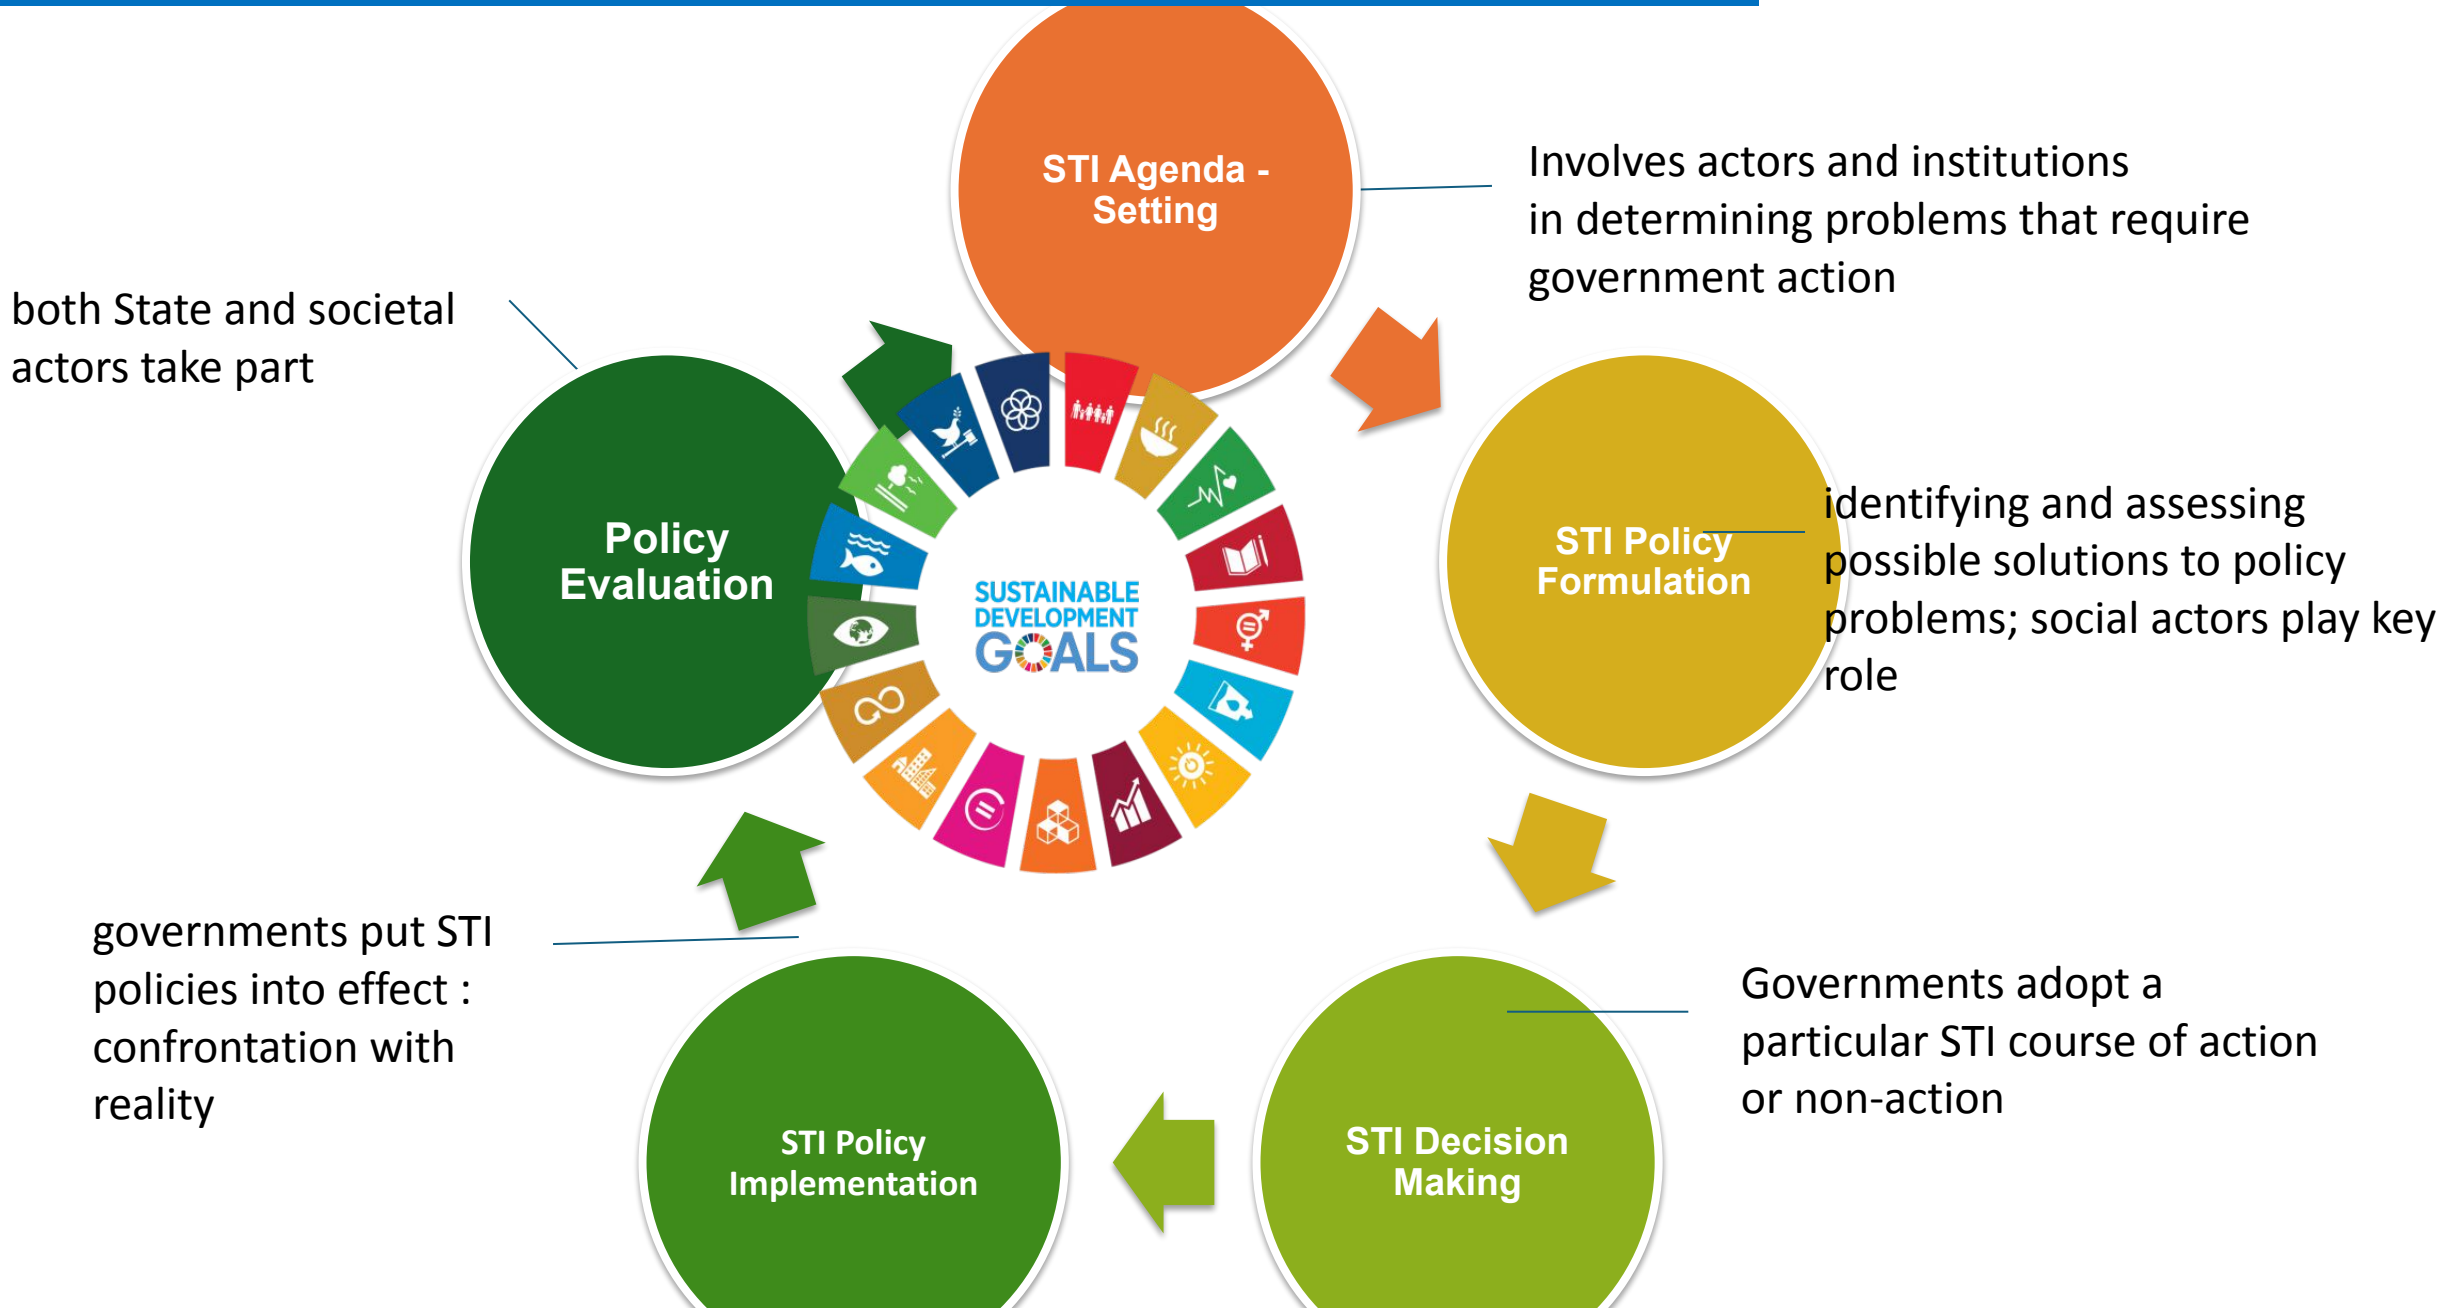 STI Agenda -
Setting
Involves actors and institutions
in determining problems that require
government action
both State and societal
actors take part
Policy
Evaluation
STI Policy
Formulation
identifying and assessing
possible solutions to policy
problems; social actors play key
role
SUSTAINABLE
DEVELOPMENT
GOALS
governments put STI
policies into effect :
confrontation with
reality
Governments adopt a
particular STI course of action
or non-action
STI Policy
Implementation
STI Decision
Making